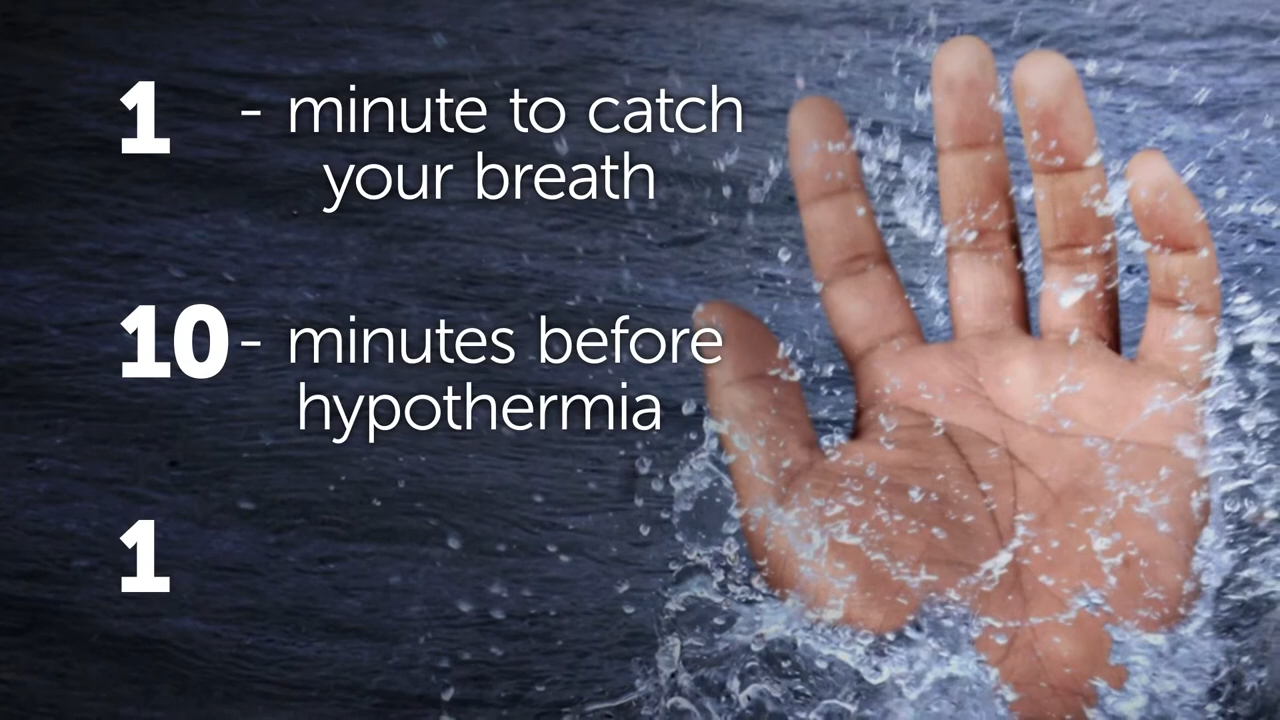 1 - minute to catch
your breath
10 - minutes before
hypothermia
1